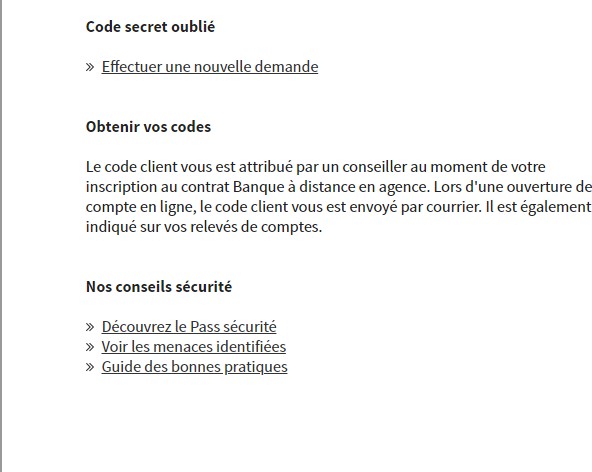 Code secret oublié
» Effectuer une nouvelle demande
Obtenir vos codes
Le code client vous est attribué par un conseiller au moment de votre
inscription au contrat Banque à distance en agence. Lors d'une ouverture de
compte en ligne, le code client vous est envoyé par courrier. Il est également
indiqué sur vos relevés de comptes.
Nos conseils sécurité
» Découvrez le Pass sécurité
» Voir les menaces identifiées
» Guide des bonnes pratiques